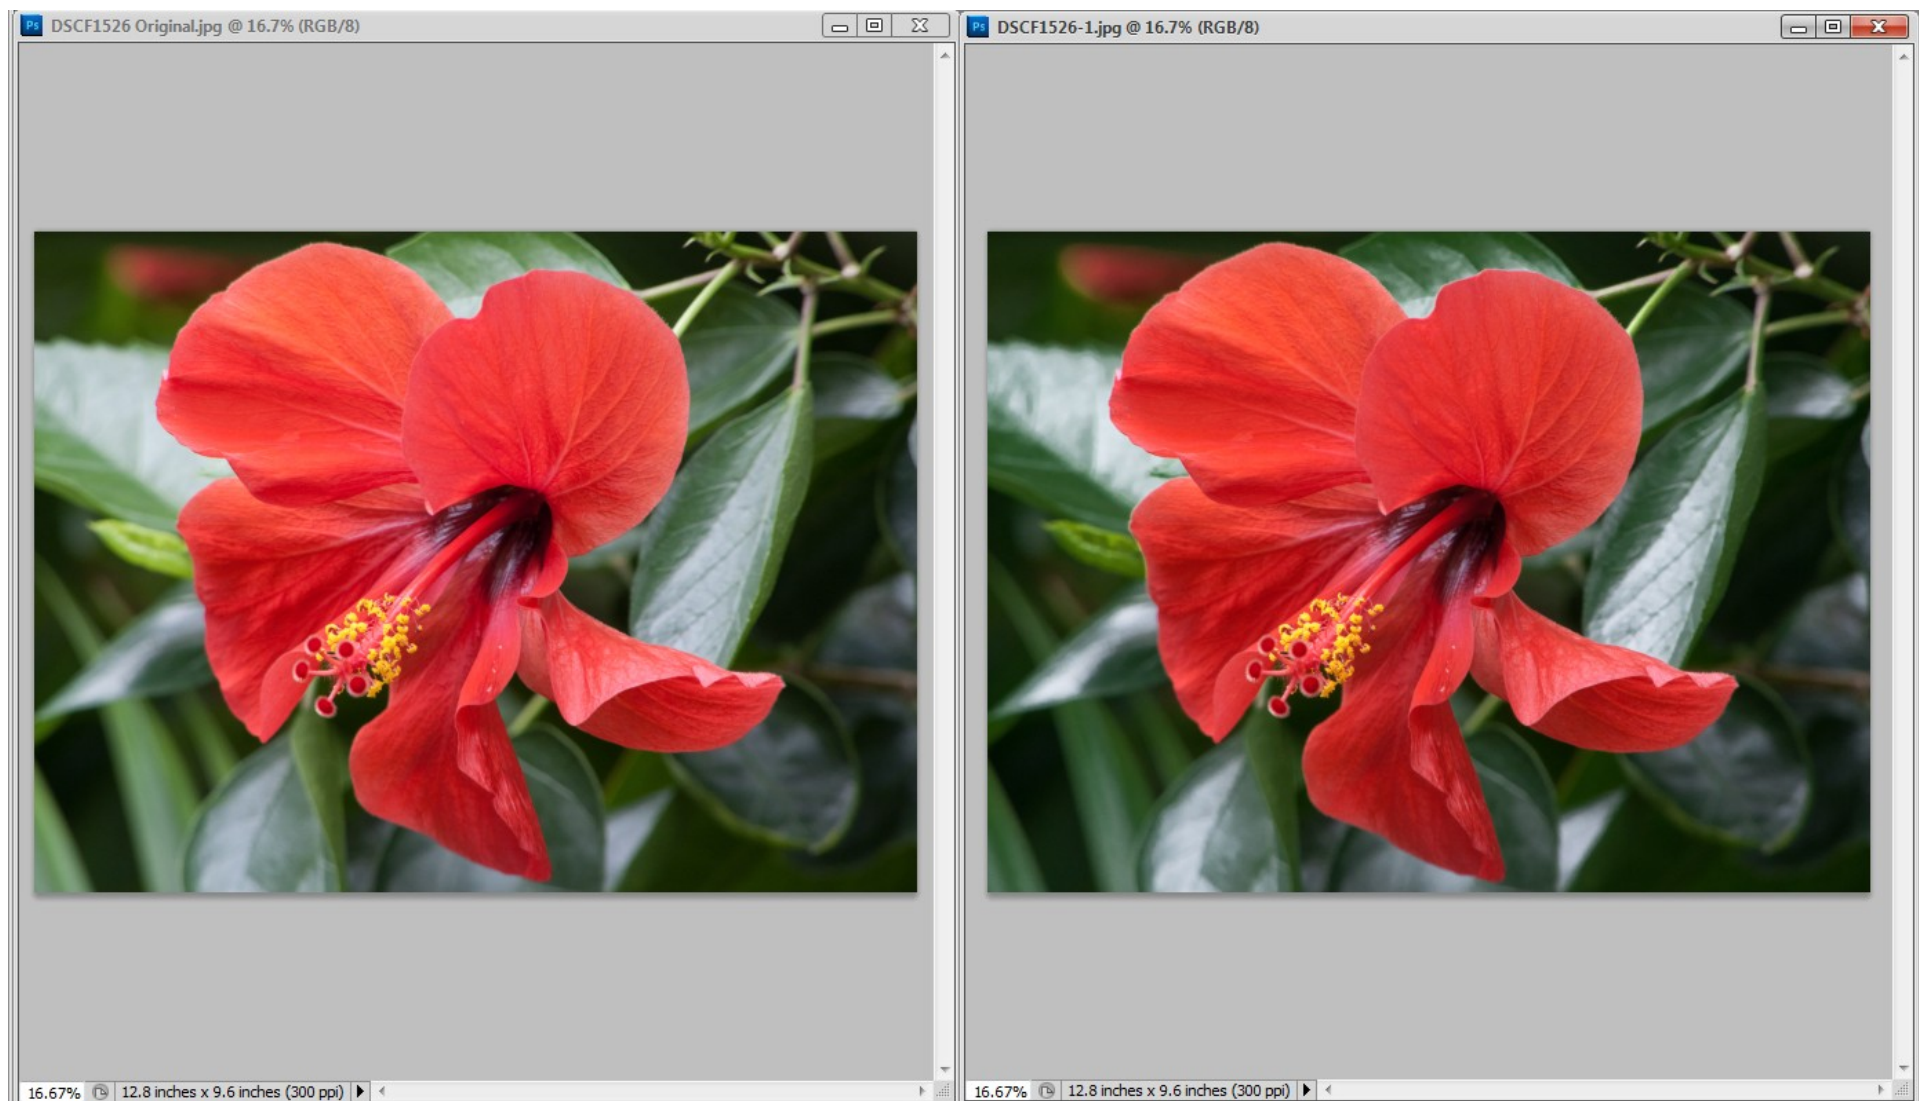 Ps DSCF1526 Original.jpg @ 16.7% (RGB/8)
Ps DSCF1526-1.jpg @ 16.7% (RGB/8)
16.67% 12.8 inches x 9.6 inches (300 ppi)
16.67% 12.8 inches x 9.6 inches (300 ppi)